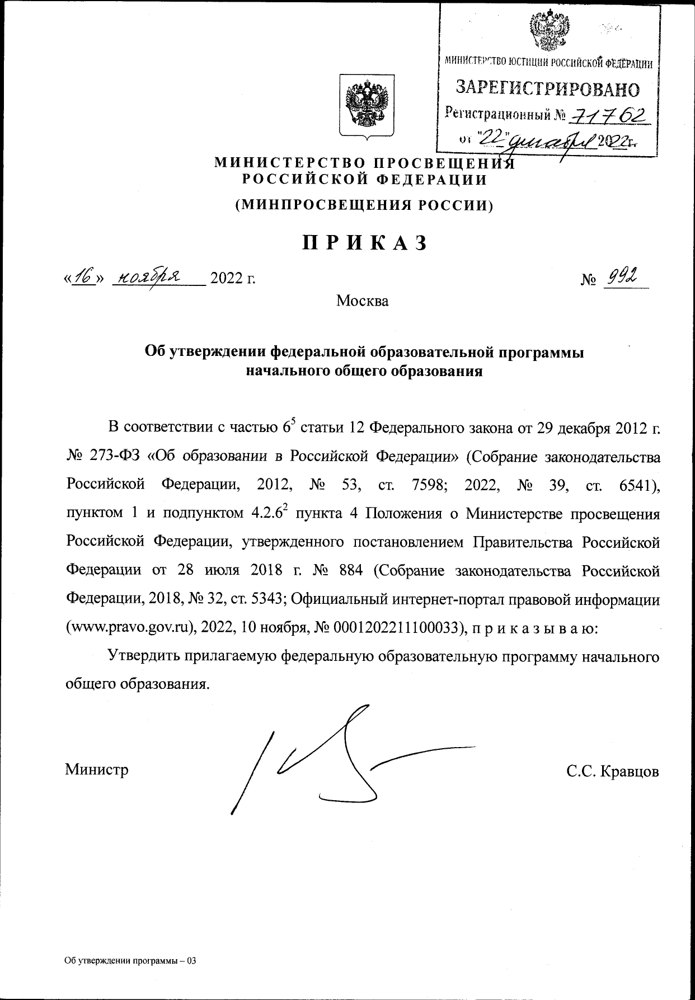 МИНИСТЕРСТВО ЮСТИЦИИ РОССИЙСКОЙ ФЕДЕРАЦИИ
ЗАРЕГИСТРИРОВАНО
Регистрационный № 71762
от "22" декабря 2022г.
МИНИСТЕРСТВО ПРОСВЕЩЕНИЯ
РОССИЙСКОЙ ФЕДЕРАЦИИ
(МИНПРОСВЕЩЕНИЯ РОССИИ)
П Р И К А З
«16» ноября 2022 г. № 992
Москва
Об утверждении федеральной образовательной программы
начального общего образования
В соответствии с частью 6⁵ статьи 12 Федерального закона от 29 декабря 2012 г.
№ 273-ФЗ «Об образовании в Российской Федерации» (Собрание законодательства
Российской Федерации, 2012, № 53, ст. 7598; 2022, № 39, ст. 6541),
пунктом 1 и подпунктом 4.2.6² пункта 4 Положения о Министерстве просвещения
Российской Федерации, утвержденного постановлением Правительства Российской
Федерации от 28 июля 2018 г. № 884 (Собрание законодательства Российской
Федерации, 2018, № 32, ст. 5343; Официальный интернет-портал правовой информации
(www.pravo.gov.ru), 2022, 10 ноября, № 0001202211100033), п р и к а з ы в а ю:
Утвердить прилагаемую федеральную образовательную программу начального
общего образования.
Министр С.С. Кравцов
Об утверждении программы – 03